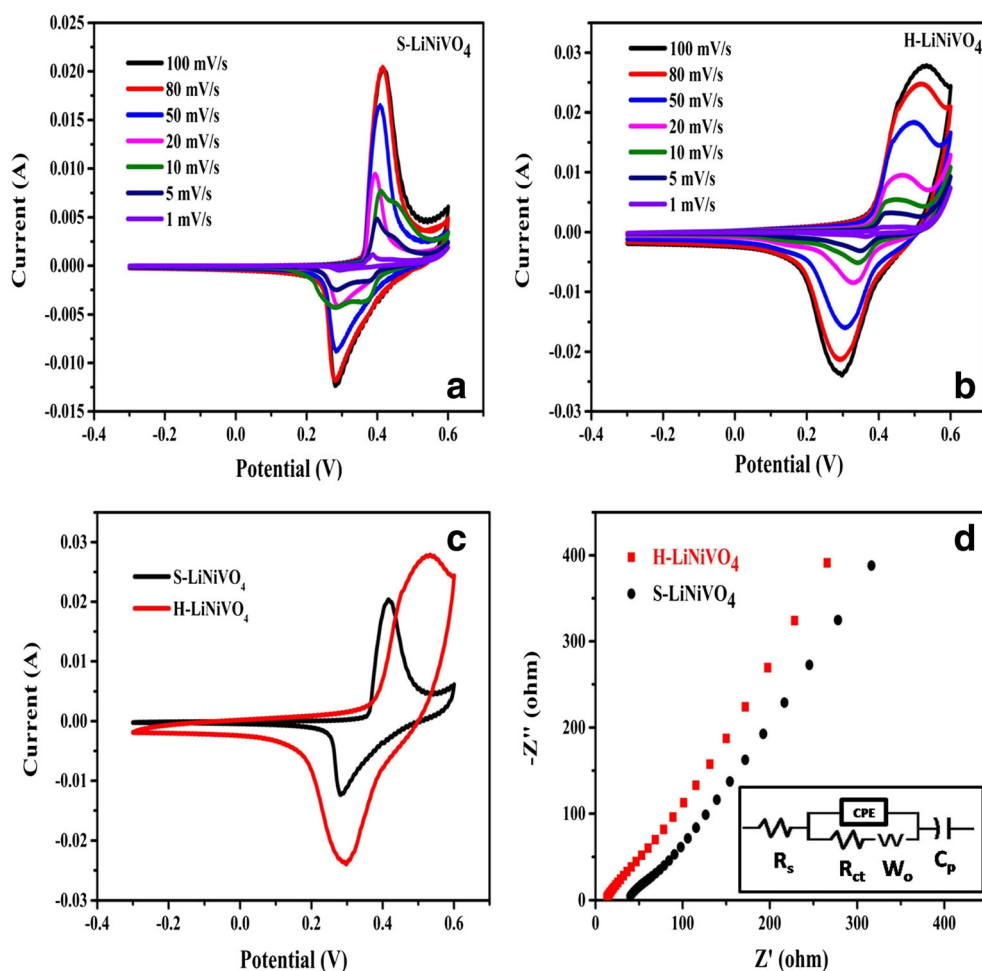 S-LiNiVO4
100 mV/s
80 mV/s
50 mV/s
20 mV/s
10 mV/s
5 mV/s
1 mV/s
0.025
0.020
0.015
0.010
0.005
0.000
-0.005
-0.010
-0.015
Current (A)
-0.4 -0.2 0.0 0.2 0.4 0.6
Potential (V)
a
H-LiNiVO4
100 mV/s
80 mV/s
50 mV/s
20 mV/s
10 mV/s
5 mV/s
1 mV/s
0.03
0.02
0.01
0.00
-0.01
-0.02
-0.03
Current (A)
-0.4 -0.2 0.0 0.2 0.4 0.6
Potential (V)
b
c
S-LiNiVO4
H-LiNiVO4
0.03
0.02
0.01
0.00
-0.01
-0.02
-0.03
Current (A)
-0.4 -0.2 0.0 0.2 0.4 0.6
Potential (V)
d
H-LiNiVO4
S-LiNiVO4
400
300
200
100
0
-Z" (ohm)
0 100 200 300 400
Z' (ohm)
CPE
Rs Rct Wo Cp